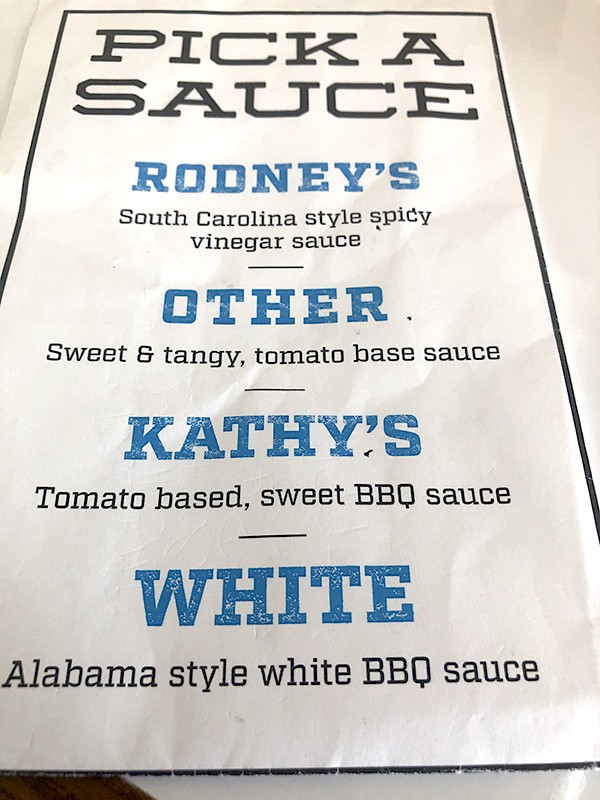 PICK A
SAUCE
RODNEY'S
South Carolina style spicy
vinegar sauce
OTHER
Sweet & tangy, tomato base sauce
KATHY'S
Tomato based, sweet BBQ sauce
WHITE
Alabama style white BBQ sauce